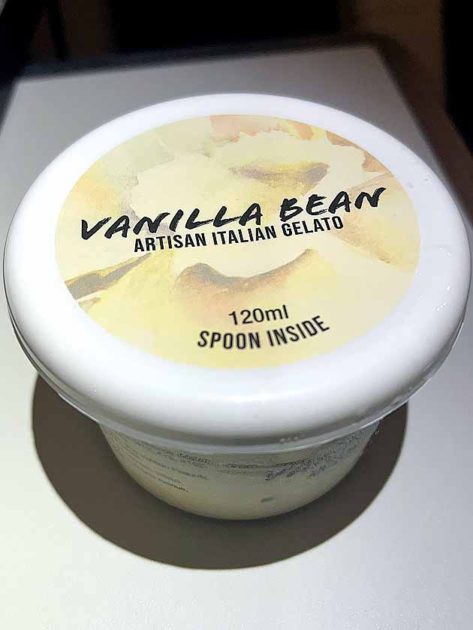 VANILLA BEAN
ARTISAN ITALIAN GELATO
120ml
SPOON INSIDE